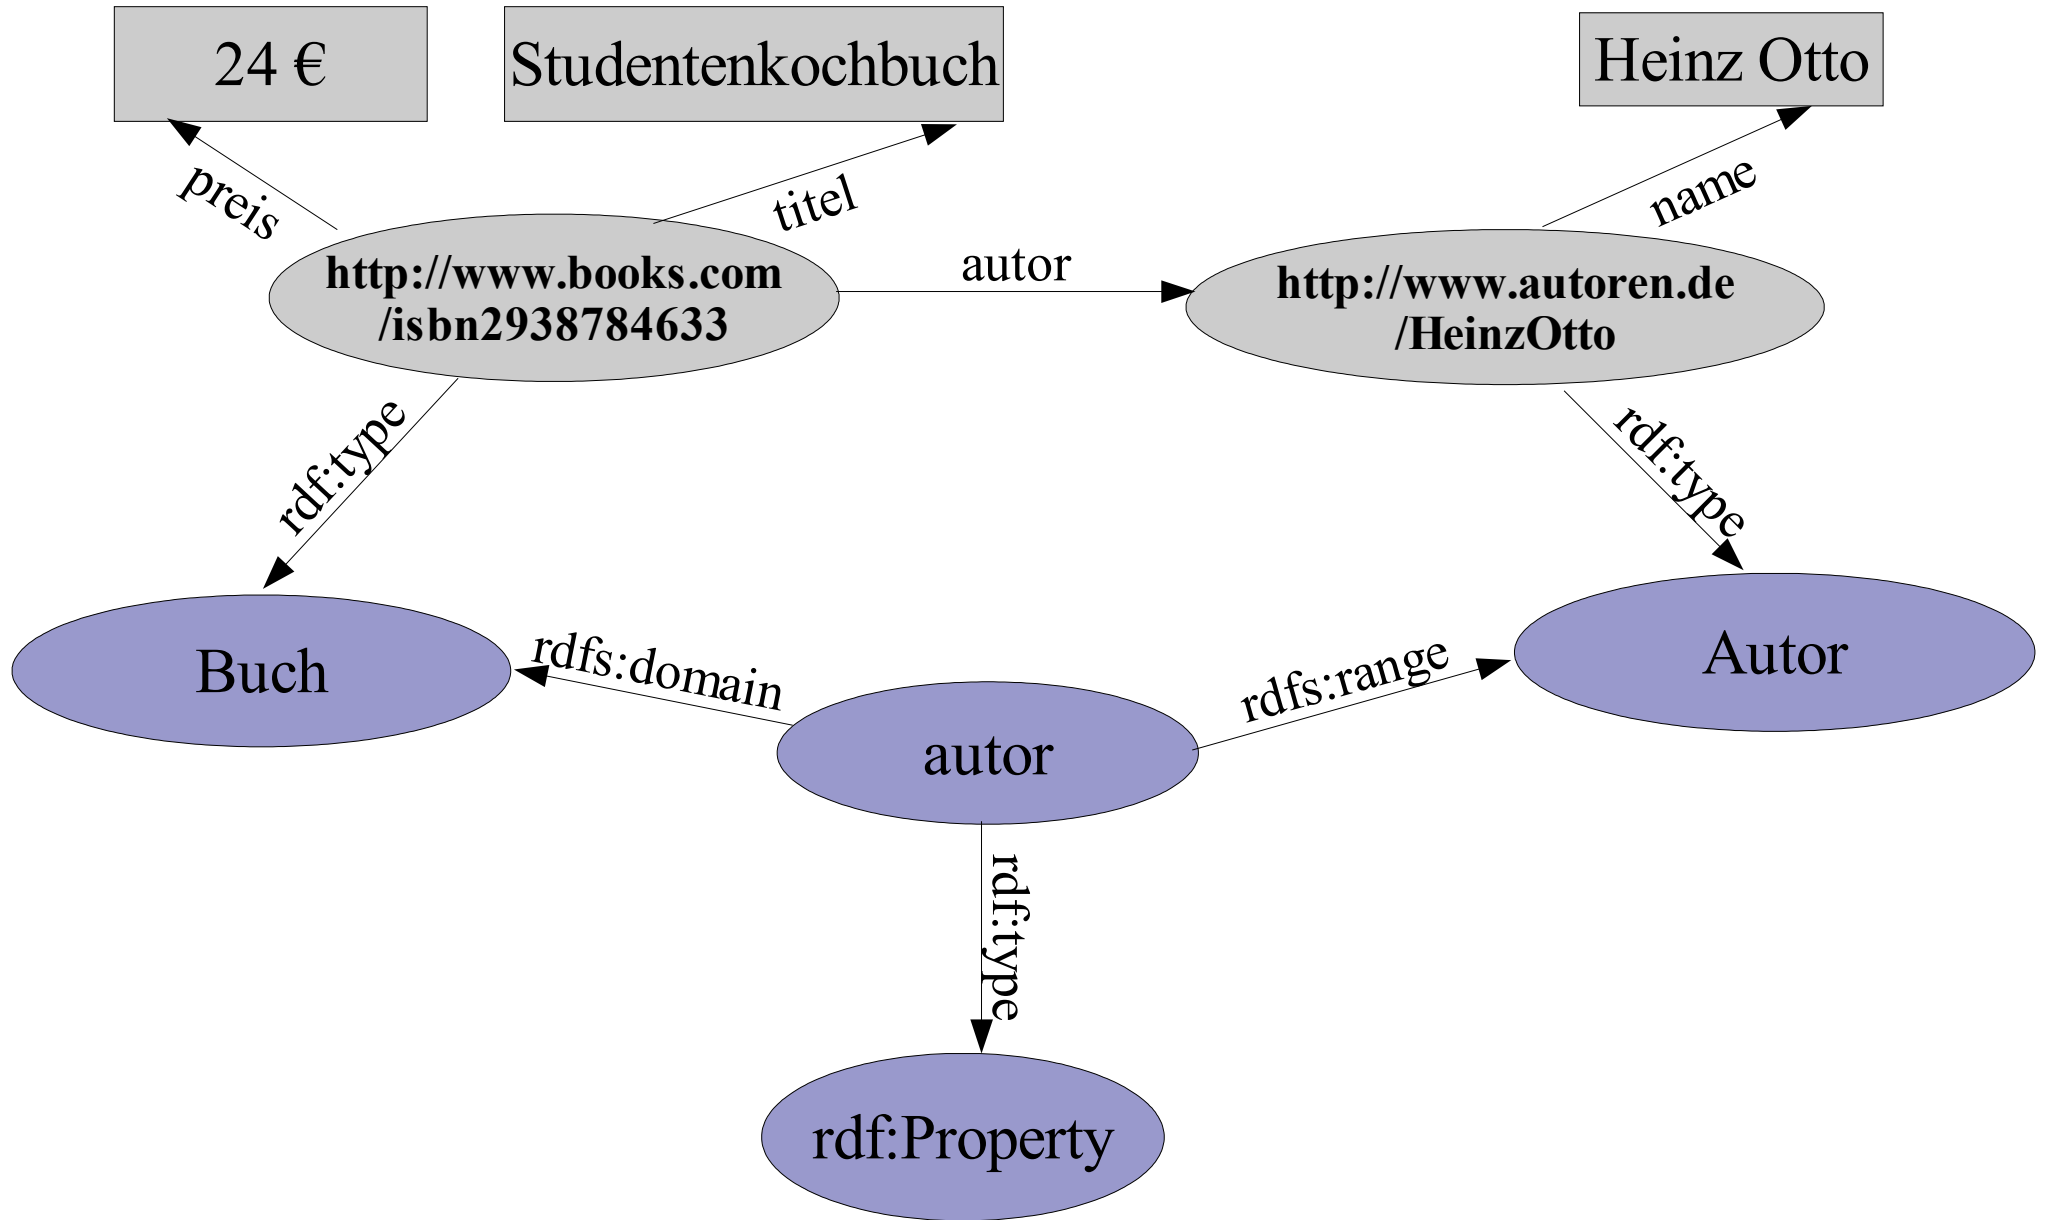 24 €
Studentenkochbuch
Heinz Otto
preis
titel
name
http://www.books.com
/isbn2938784633
autor
http://www.autoren.de
/HeinzOtto
rdf:type
rdf:type
Buch
rdfs:domain
autor
rdfs:range
Autor
rdf:type
rdf:Property